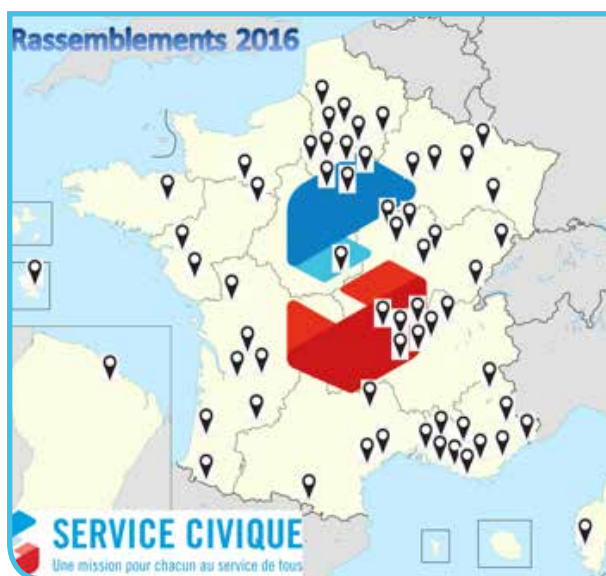 Rassemblements 2016
SERVICE CIVIQUE
Une mission pour chacun au service de tous